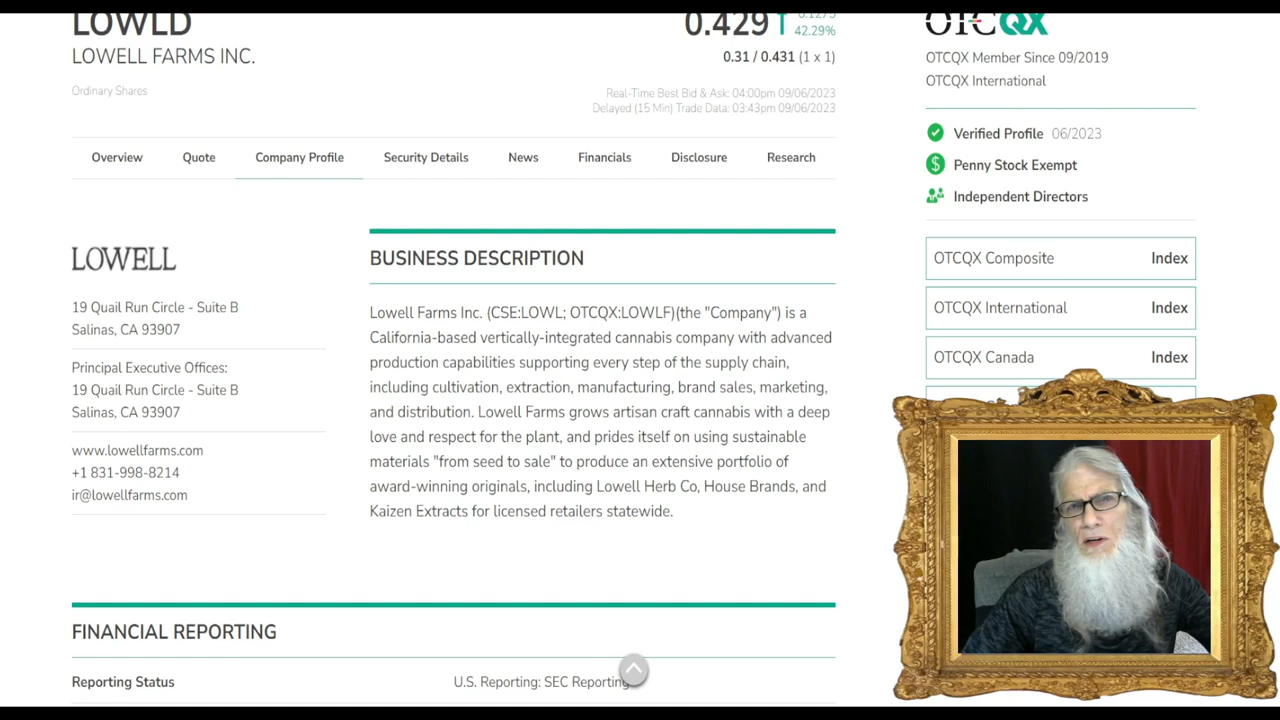 LOWLD
LOWELL FARMS INC.
Ordinary Shares
0.429 0.1275
42.29%
0.31 / 0.431 (1 x 1)
Real-Time Best Bid & Ask: 04:00pm 09/06/2023
Delayed (15 Min) Trade Data: 03:43pm 09/06/2023
OTCQX
OTCQX Member Since 09/2019
OTCQX International
Verified Profile 06/2023
$ Penny Stock Exempt
Independent Directors
Overview Quote Company Profile Security Details News Financials Disclosure Research
LOWELL
19 Quail Run Circle - Suite B
Salinas, CA 93907
Principal Executive Offices:
19 Quail Run Circle - Suite B
Salinas, CA 93907
www.lowellfarms.com
+1 831-998-8214
ir@lowellfarms.com
BUSINESS DESCRIPTION
Lowell Farms Inc. (CSE:LOWL; OTCQX:LOWLF)(the "Company") is a
California-based vertically-integrated cannabis company with advanced
production capabilities supporting every step of the supply chain,
including cultivation, extraction, manufacturing, brand sales, marketing,
and distribution. Lowell Farms grows artisan craft cannabis with a deep
love and respect for the plant, and prides itself on using sustainable
materials "from seed to sale" to produce an extensive portfolio of
award-winning originals, including Lowell Herb Co, House Brands, and
Kaizen Extracts for licensed retailers statewide.
OTCQX Composite Index
OTCQX International Index
OTCQX Canada Index
FINANCIAL REPORTING
Reporting Status U.S. Reporting: SEC Reporting